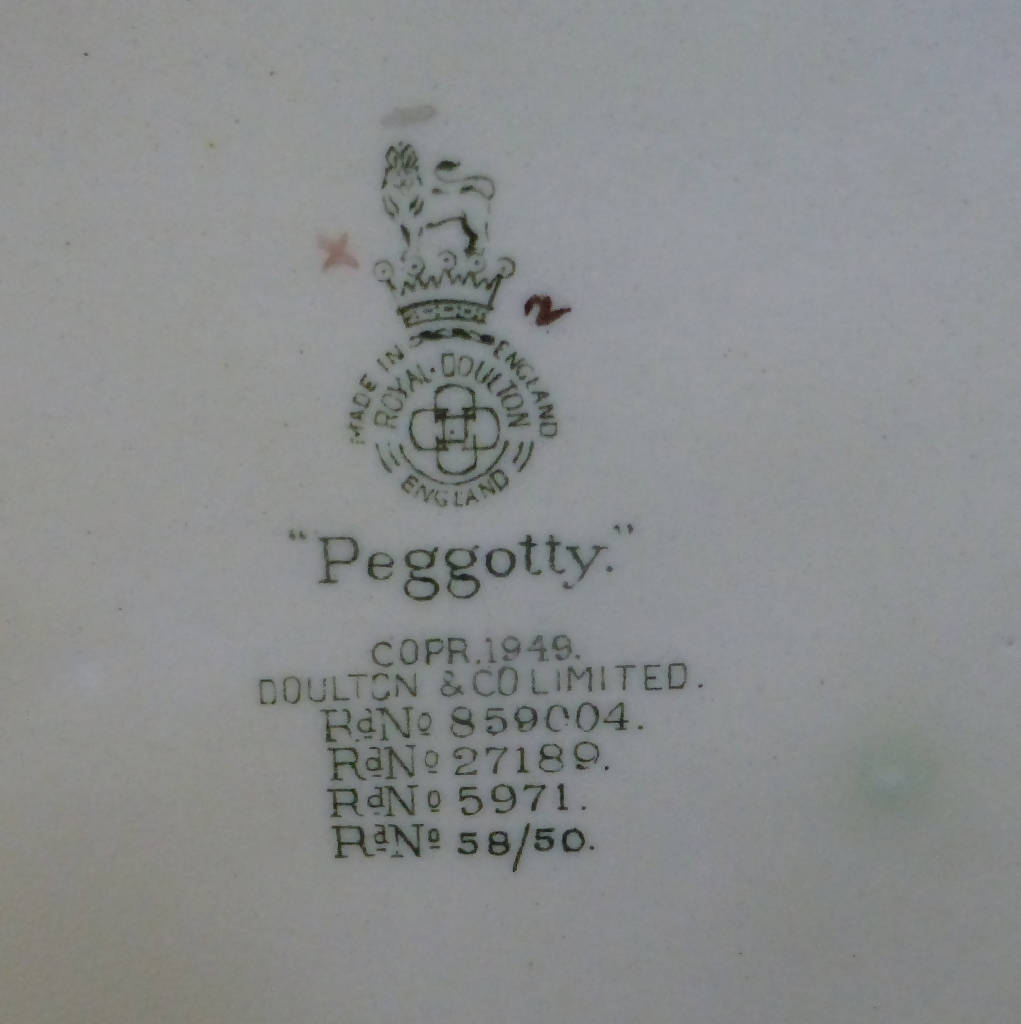 2
MADE IN ENGLAND
ROYAL · DOULTON
ENGLAND
"Peggotty."
COPR. 1949.
DOULTON & CO LIMITED.
RdNo 859004.
RdNo 27189.
RdNo 5971.
RdNo 58/50.